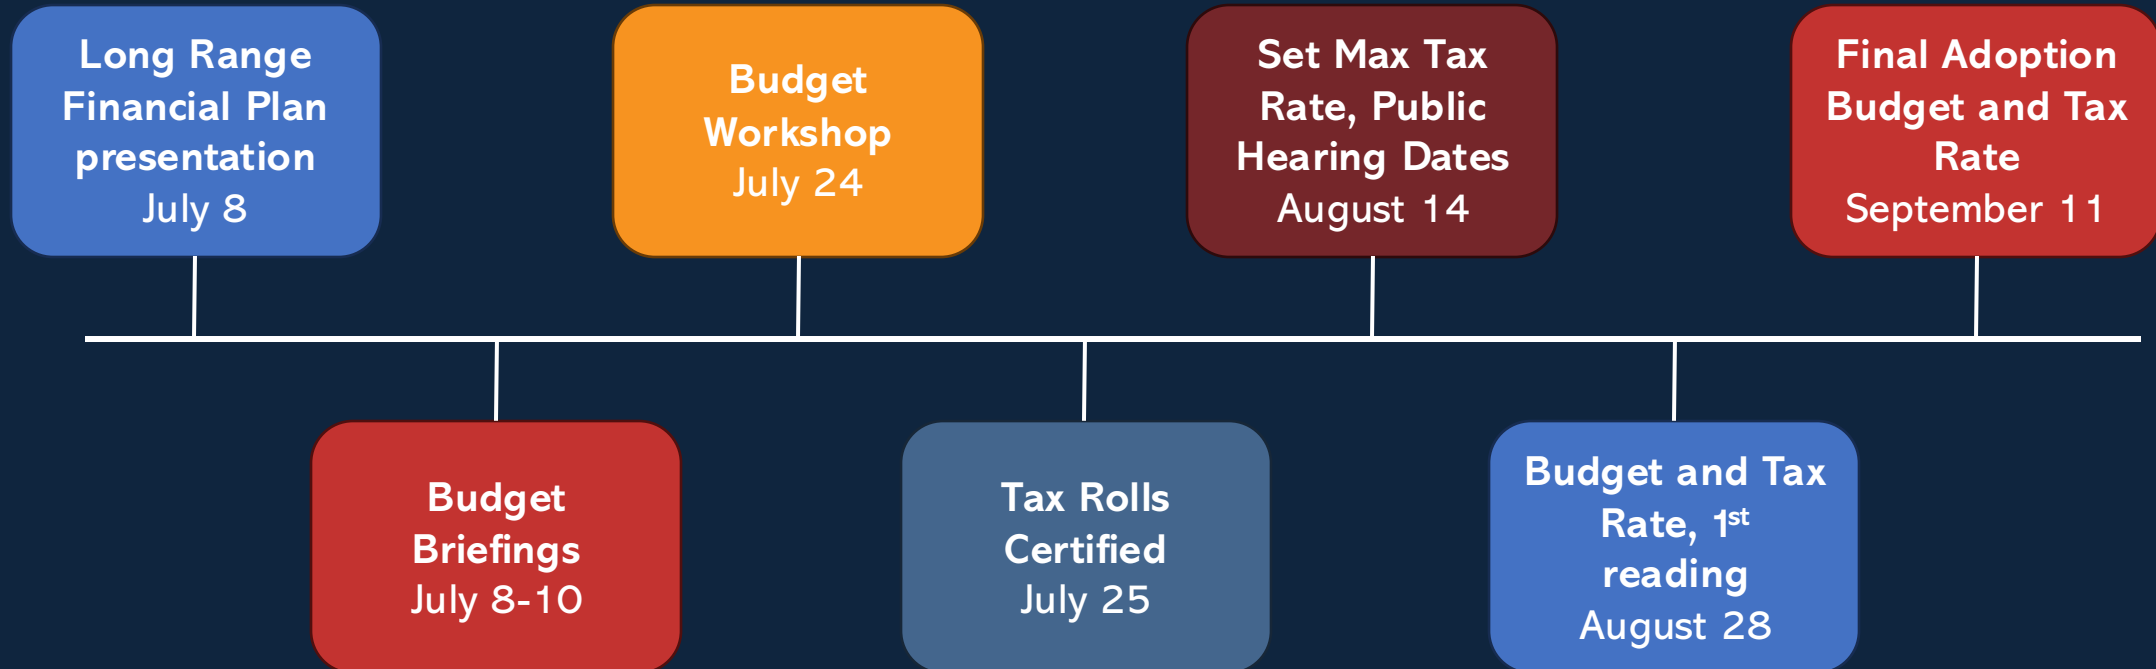 Long Range
Financial Plan
presentation
July 8
Budget
Briefings
July 8-10
Budget
Workshop
July 24
Tax Rolls
Certified
July 25
Set Max Tax
Rate, Public
Hearing Dates
August 14
Budget and Tax
Rate, 1st
reading
August 28
Final Adoption
Budget and Tax
Rate
September 11